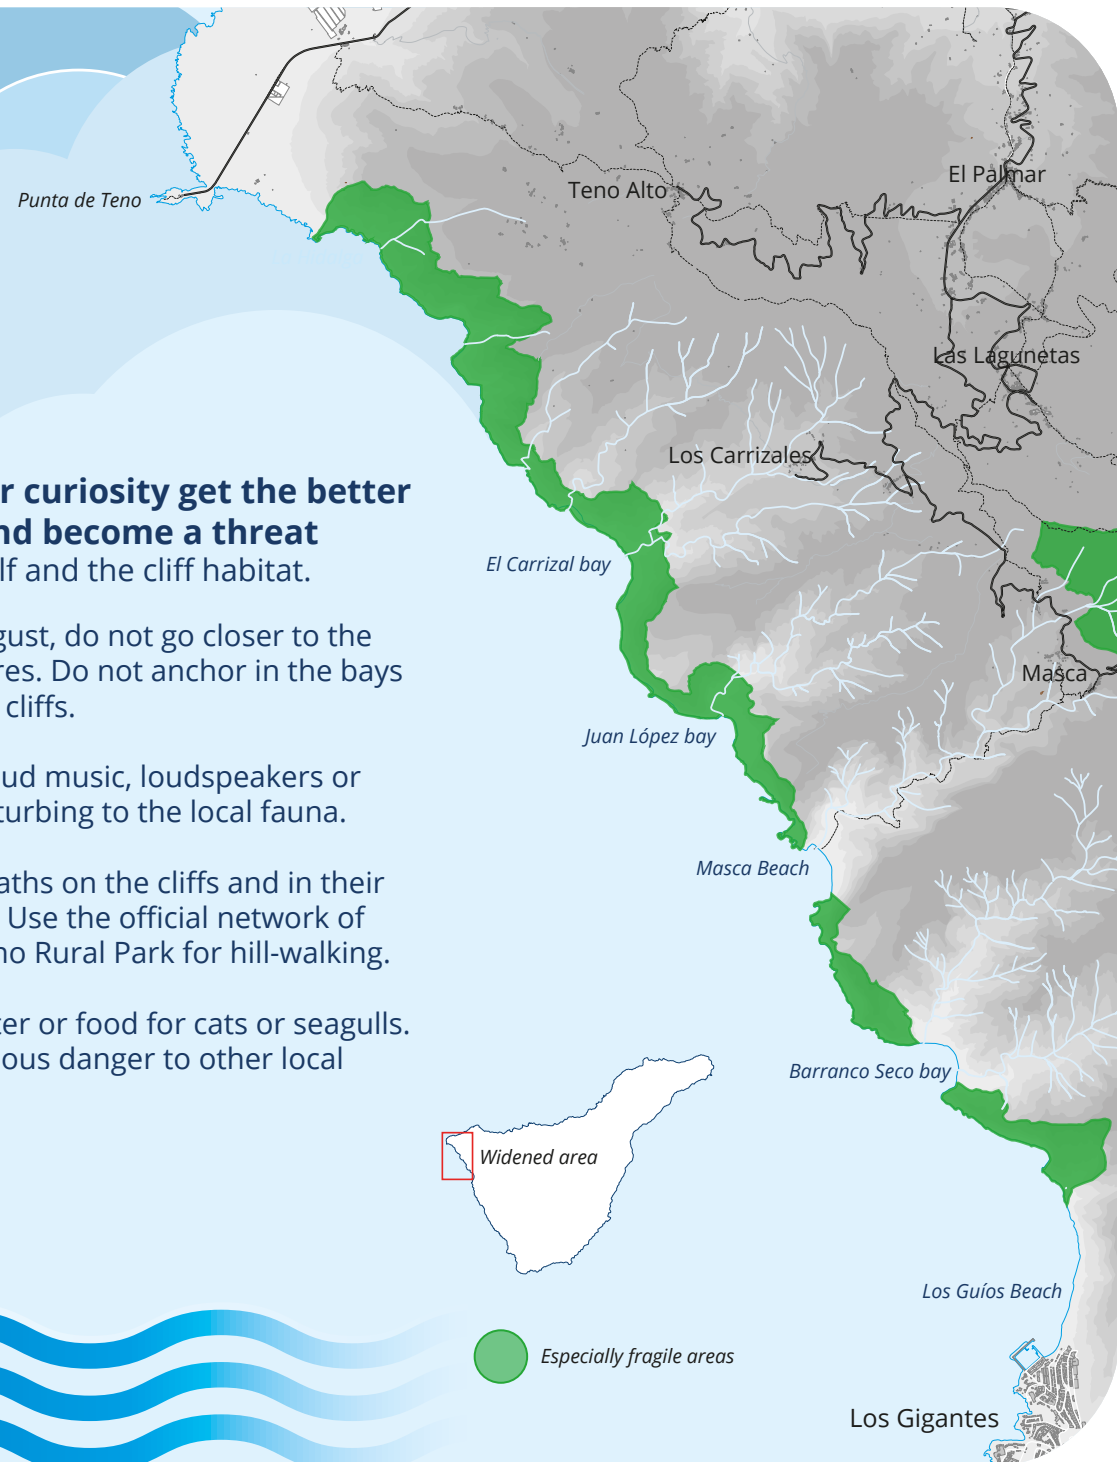 Punta de Teno
Teno Alto
El Palmar
Las Lagunetas
Los Carrizales
r curiosity get the better
nd become a threat
lf and the cliff habitat.
El Carrizal bay
gust, do not go closer to the
res. Do not anchor in the bays
cliffs.
Masca
Juan López bay
ud music, loudspeakers or
turbing to the local fauna.
Masca Beach
aths on the cliffs and in their
Use the official network of
no Rural Park for hill-walking.
ter or food for cats or seagulls.
ous danger to other local
Barranco Seco bay
Widened area
Los Guíos Beach
Especially fragile areas
Los Gigantes